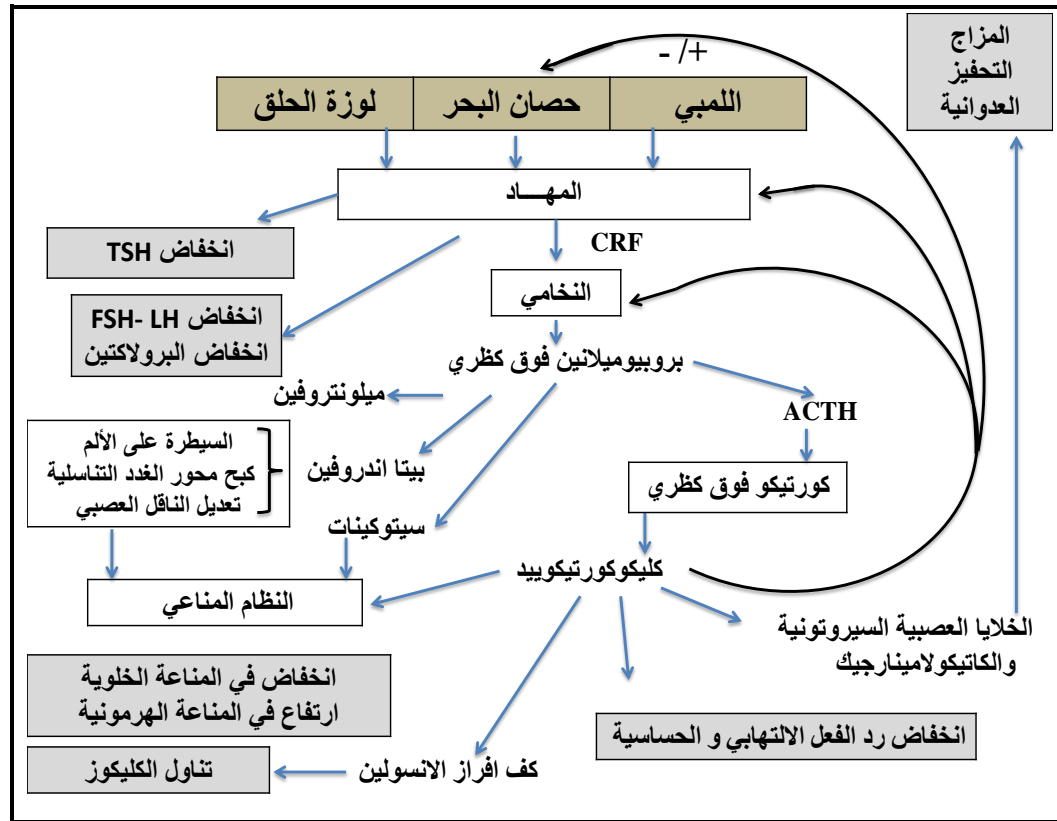 المزاج
التحفيز
العدوانية
- /+
اللمبي
حصان البحر
لوزة الحلق
المهـــاد
CRF
انخفاض TSH
النخامي
انخفاض FSH- LH
انخفاض البرولاكتين
بروبيوميلانين فوق كظري
ميلونتروفين
ACTH
السيطرة على الألم
كبح محور الغدد التناسلية
تعديل الناقل العصبي
بيتا اندروفين
كورتيكو فوق كظري
سيتوكينات
كليكوكورتيكوييد
النظام المناعي
الخلايا العصبية السيروتونية
والكاتيكولامينارجيك
انخفاض في المناعة الخلوية
ارتفاع في المناعة الهرمونية
انخفاض رد الفعل الالتهابي و الحساسية
كف افراز الانسولين
تناول الكليكوز